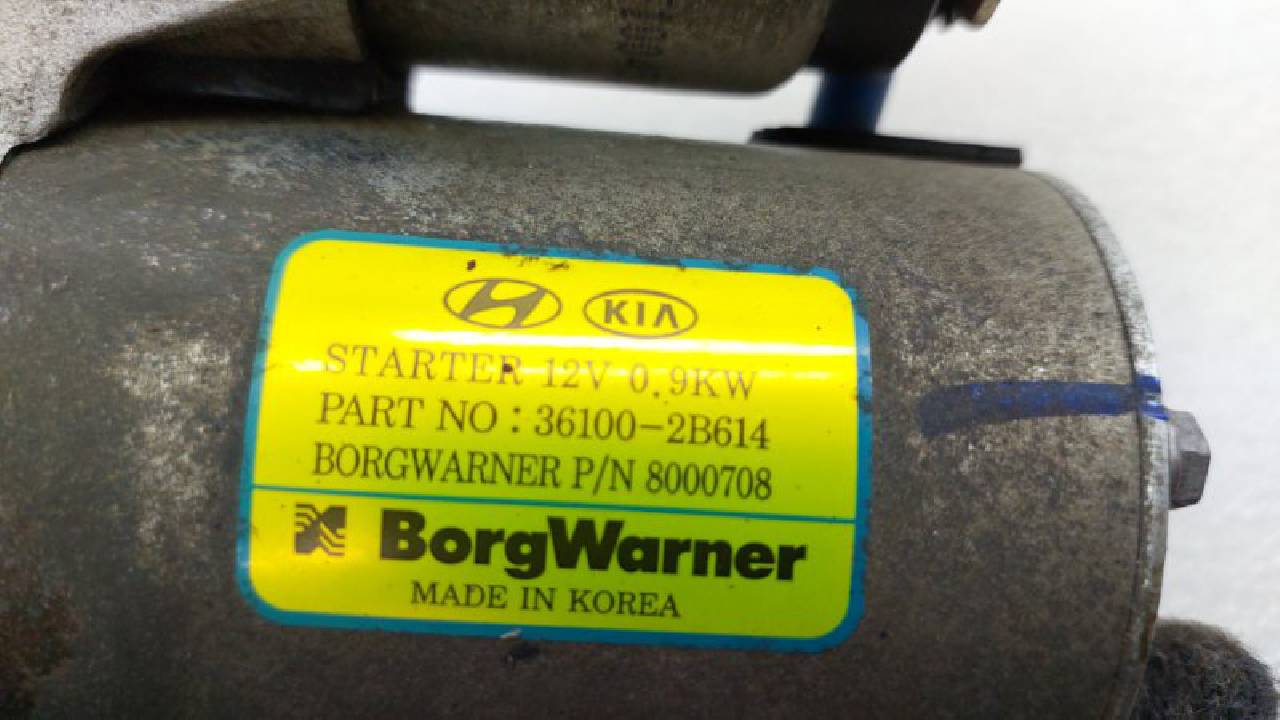 KIA
STARTER 12V 0.9KW
PART NO : 36100-2B614
BORGWARNER P/N 8000708
BorgWarner
MADE IN KOREA